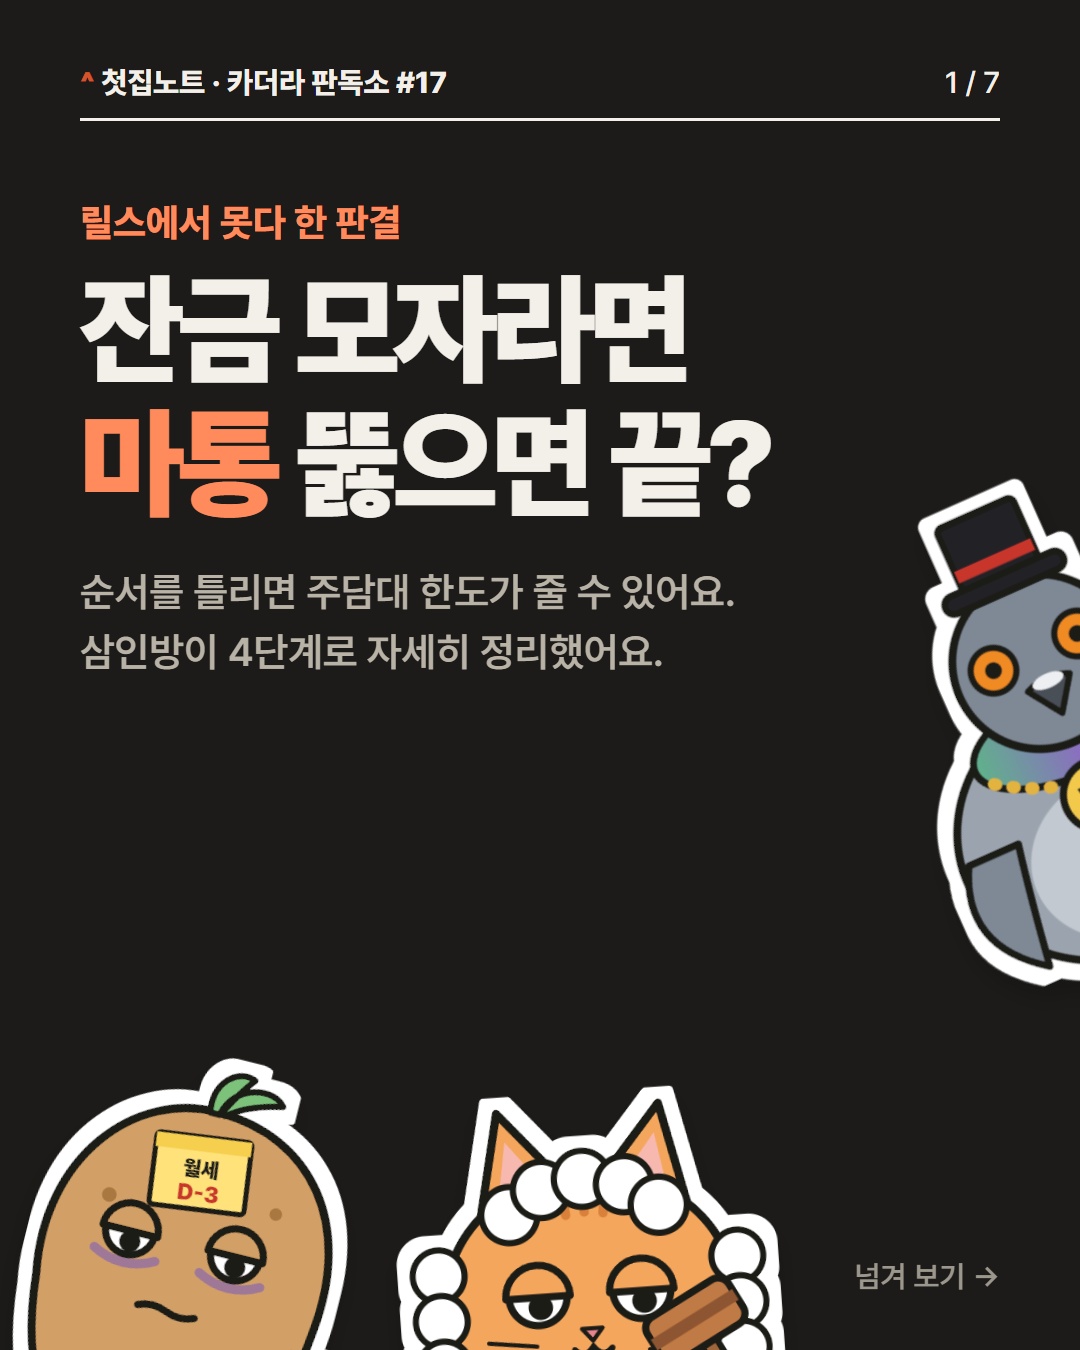 ^ 첫집노트 · 카더라 판독소 #17
1 / 7
릴스에서 못다 한 판결
잔금 모자라면
마통 뚫으면 끝?
순서를 틀리면 주담대 한도가 줄 수 있어요.
삼인방이 4단계로 자세히 정리했어요.
월세
D-3
넘겨 보기 →